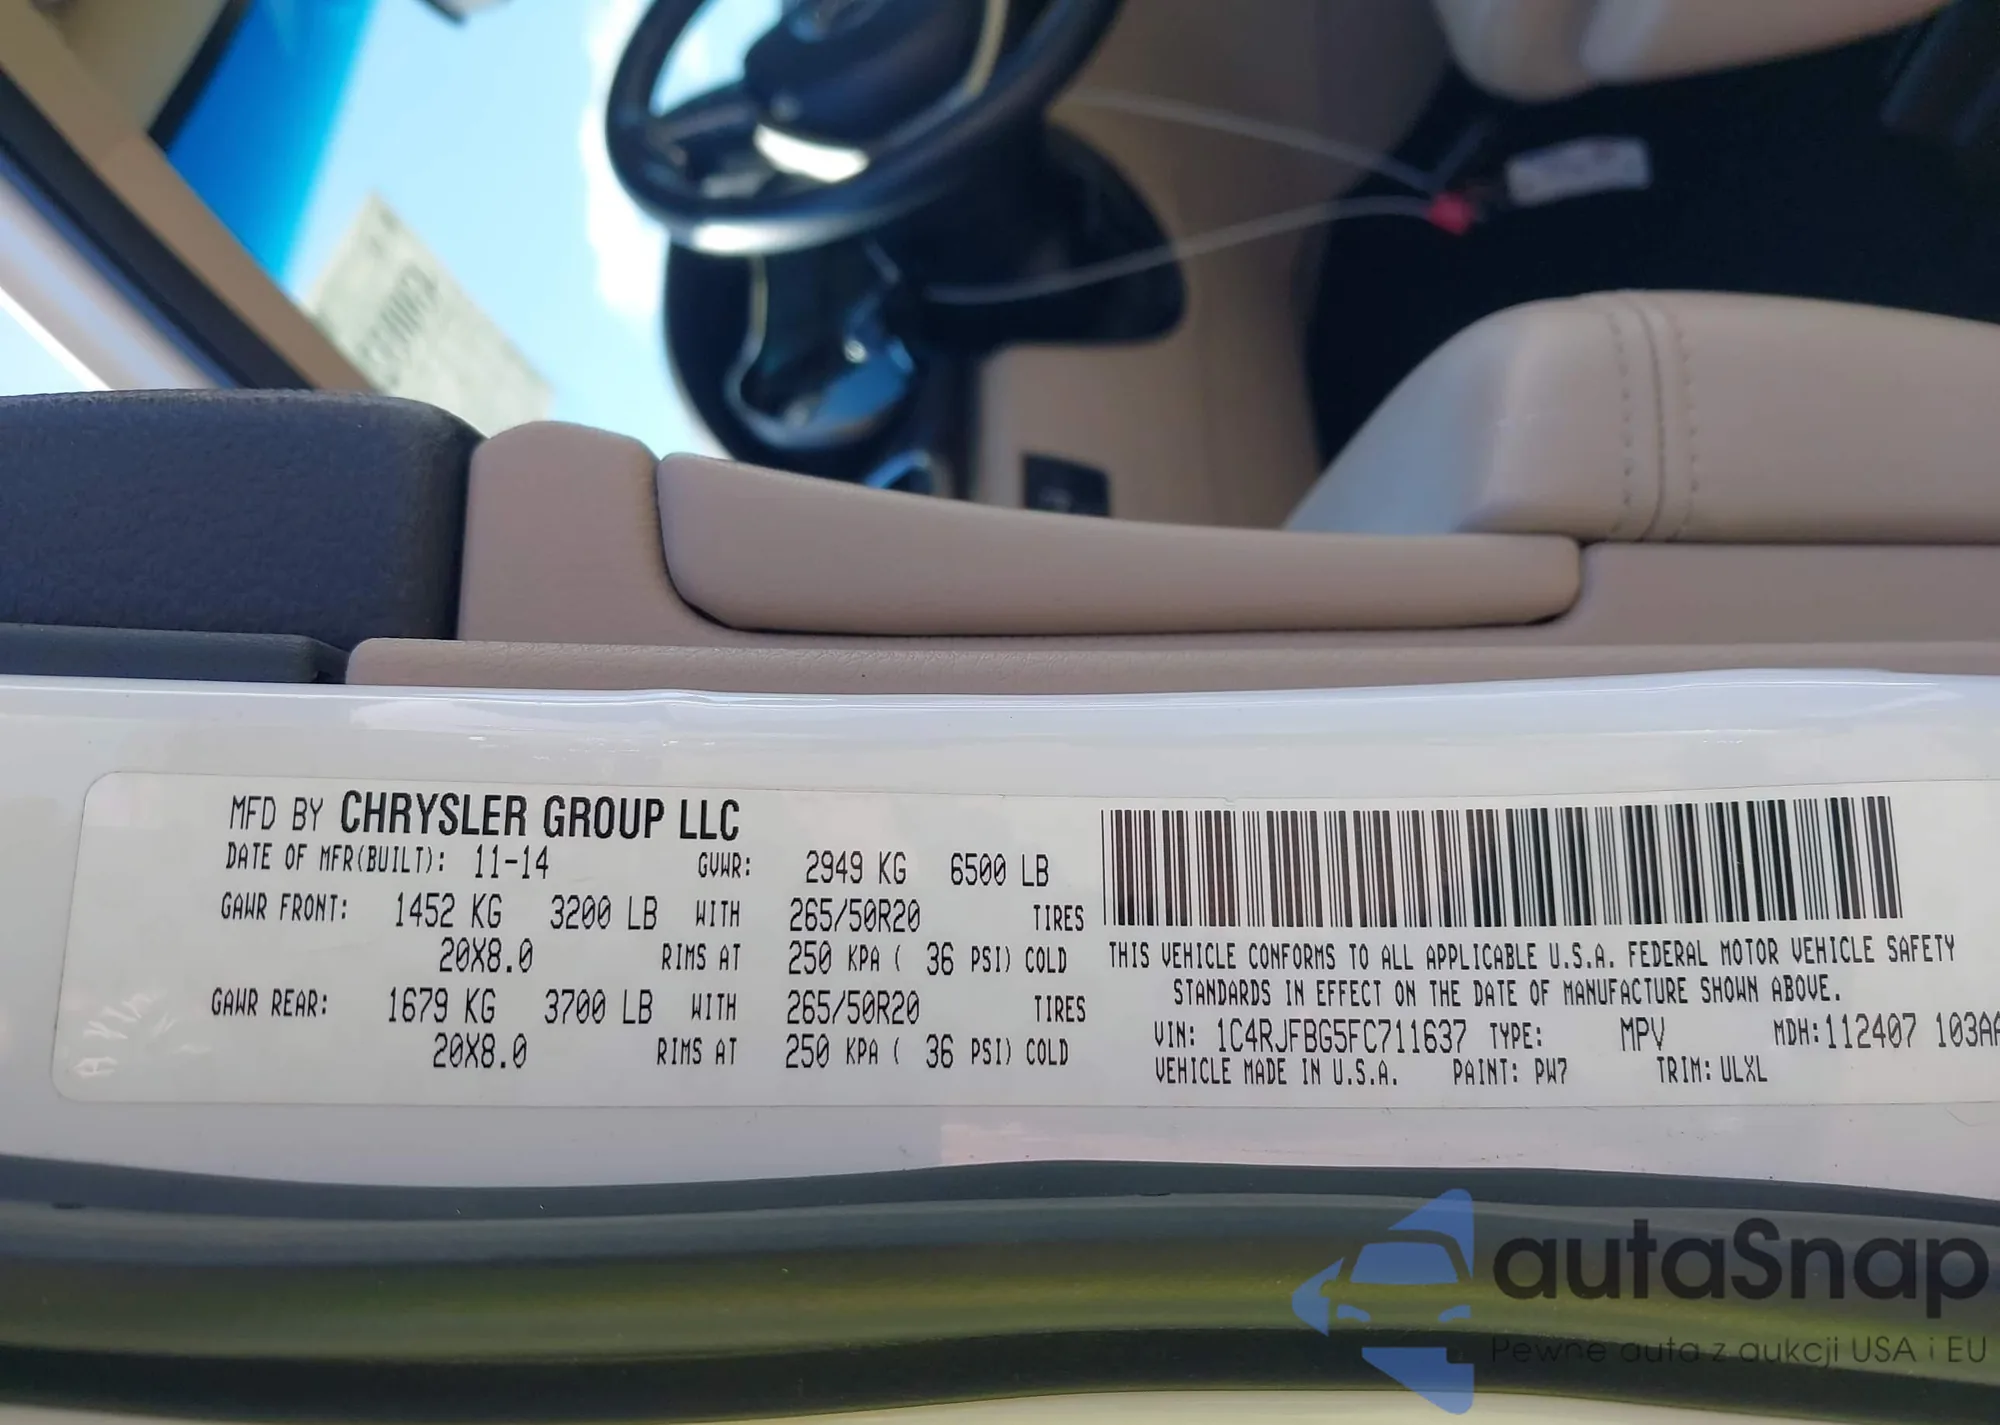 MFD BY CHRYSLER GROUP LLC
DATE OF MFR(BUILT): 11-14 GVWR: 2949 KG 6500 LB
GAWR FRONT: 1452 KG 3200 LB WITH 265/50R20 TIRES
20X8.0 RIMS AT 250 KPA ( 36 PSI) COLD
GAWR REAR: 1679 KG 3700 LB WITH 265/50R20 TIRES
20X8.0 RIMS AT 250 KPA ( 36 PSI) COLD
THIS VEHICLE CONFORMS TO ALL APPLICABLE U.S.A. FEDERAL MOTOR VEHICLE SAFETY
STANDARDS IN EFFECT ON THE DATE OF MANUFACTURE SHOWN ABOVE.
VIN: 1C4RJFBG5FC711637 TYPE: MPV MDH:112407 103AA
VEHICLE MADE IN U.S.A. PAINT: PW7 TRIM: ULXL
autaSnap
Pewne auta z aukcji USA i EU